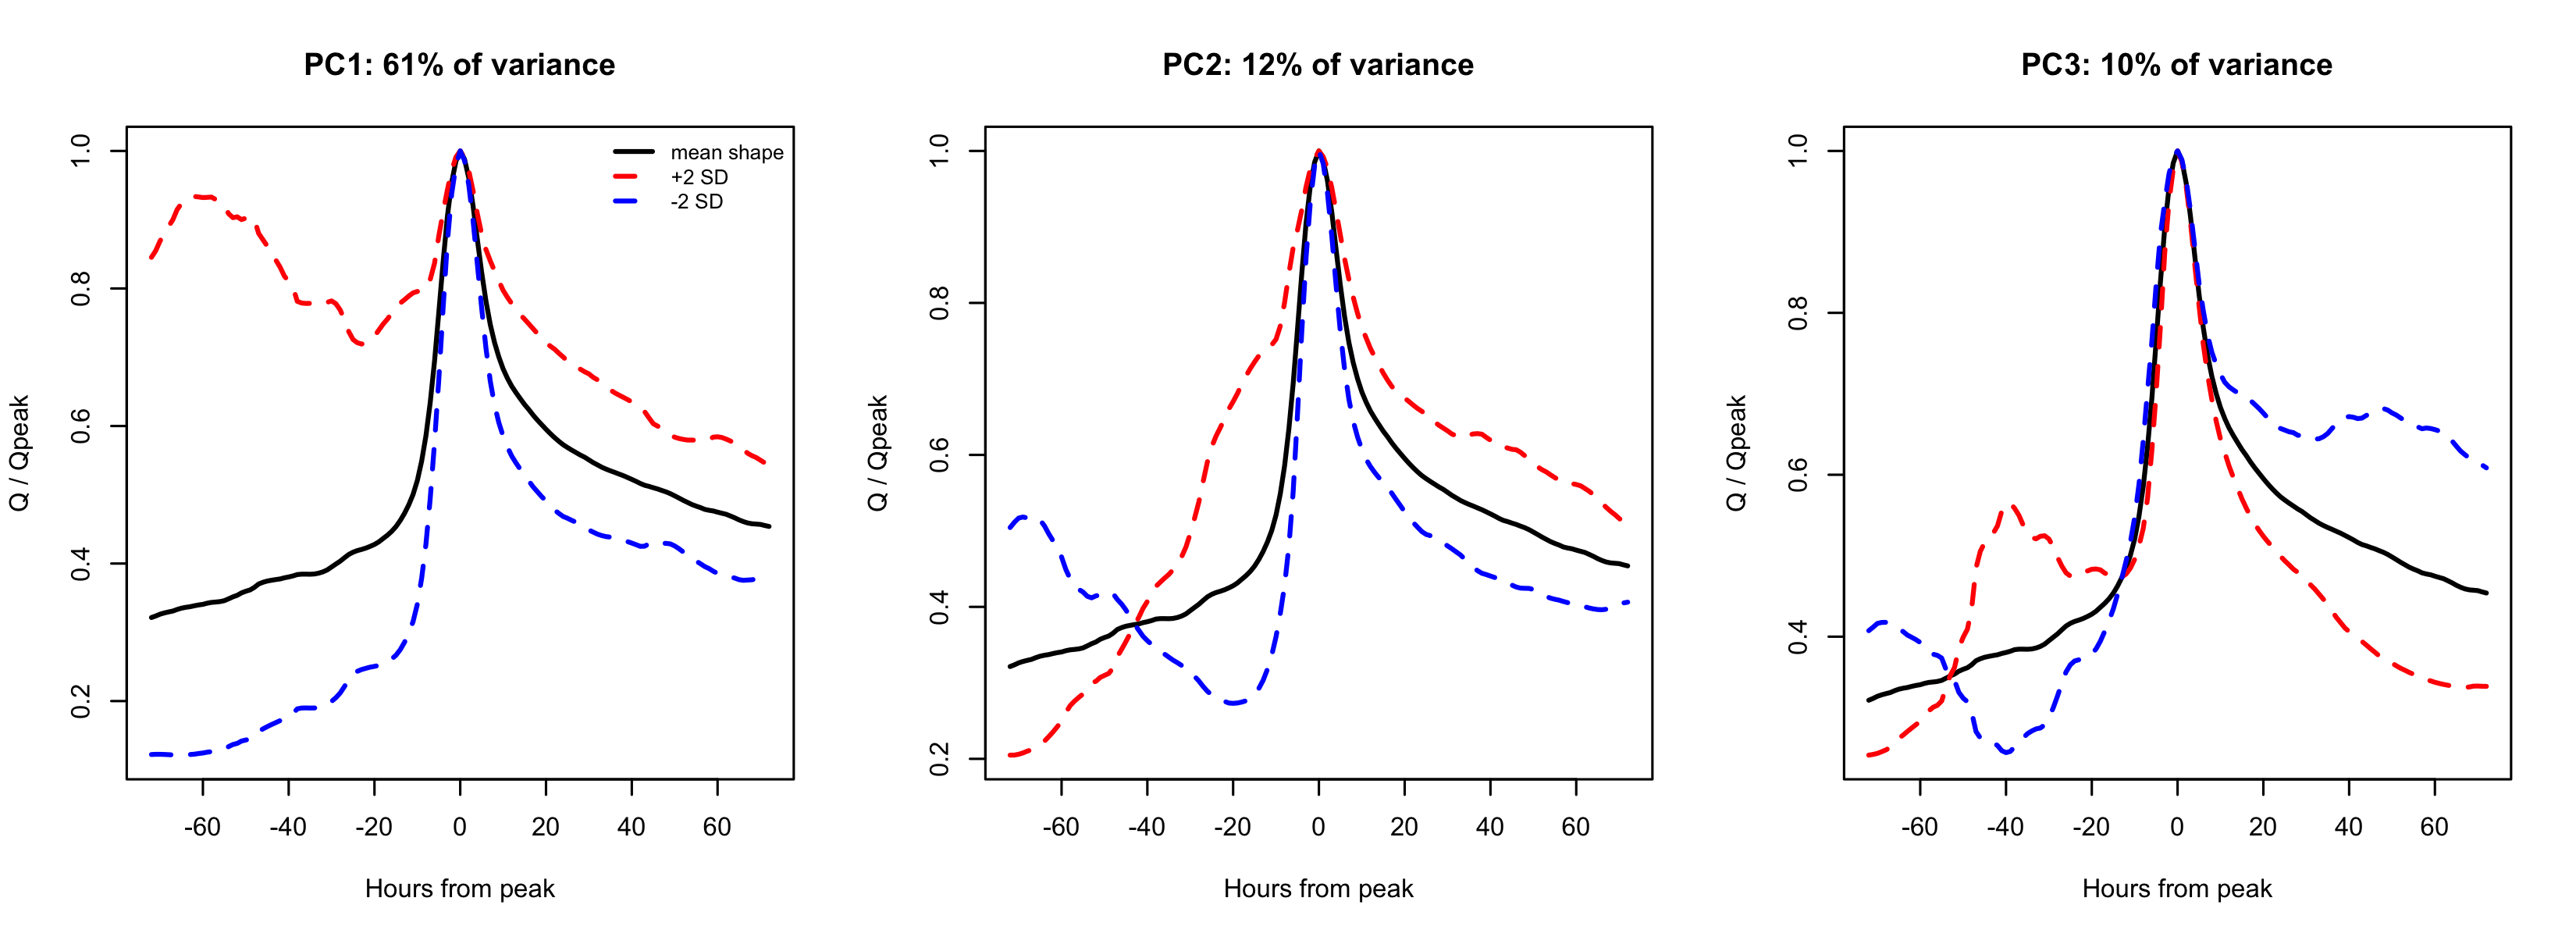 PC1: 61% of variance
1.0
0.8
0.6
0.4
0.2
Q / Qpeak
mean shape
+2 SD
-2 SD
-60 -40 -20 0 20 40 60
Hours from peak
PC2: 12% of variance
1.0
0.8
0.6
0.4
0.2
Q / Qpeak
-60 -40 -20 0 20 40 60
Hours from peak
PC3: 10% of variance
1.0
0.8
0.6
0.4
Q / Qpeak
-60 -40 -20 0 20 40 60
Hours from peak